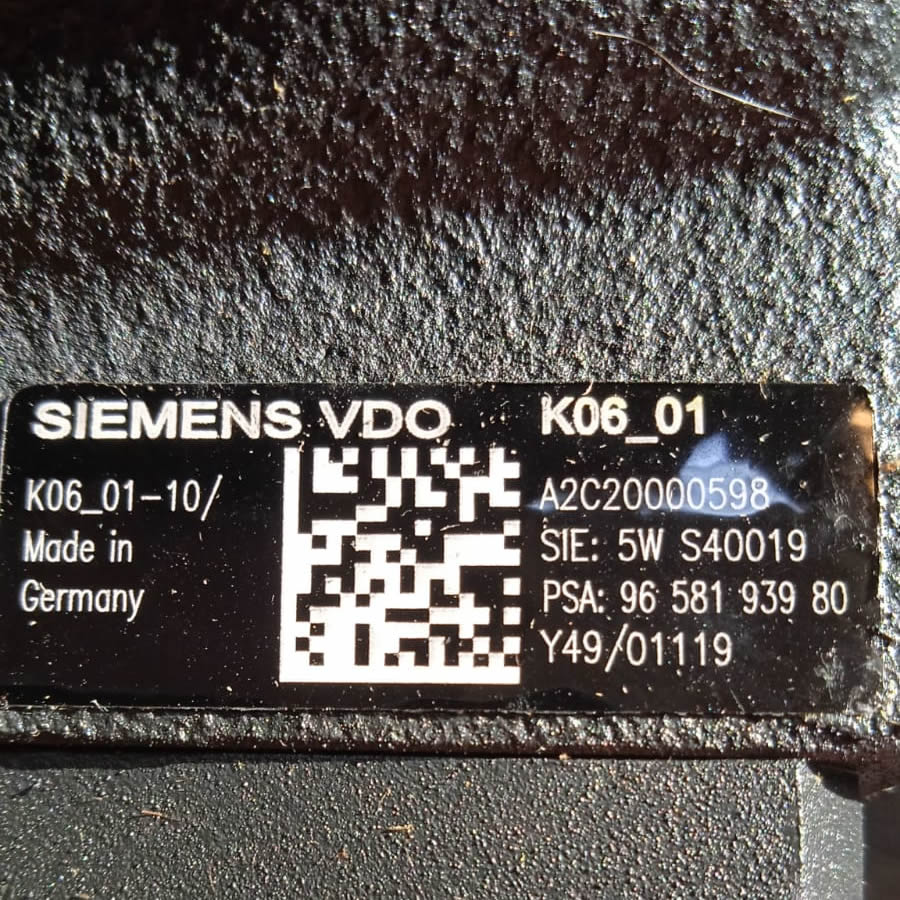 SIEMENS VDO
K06_01
K06_01-10/
Made in
Germany
A2C20000598
SIE: 5W S40019
PSA: 96 581 939 80
Y49/01119